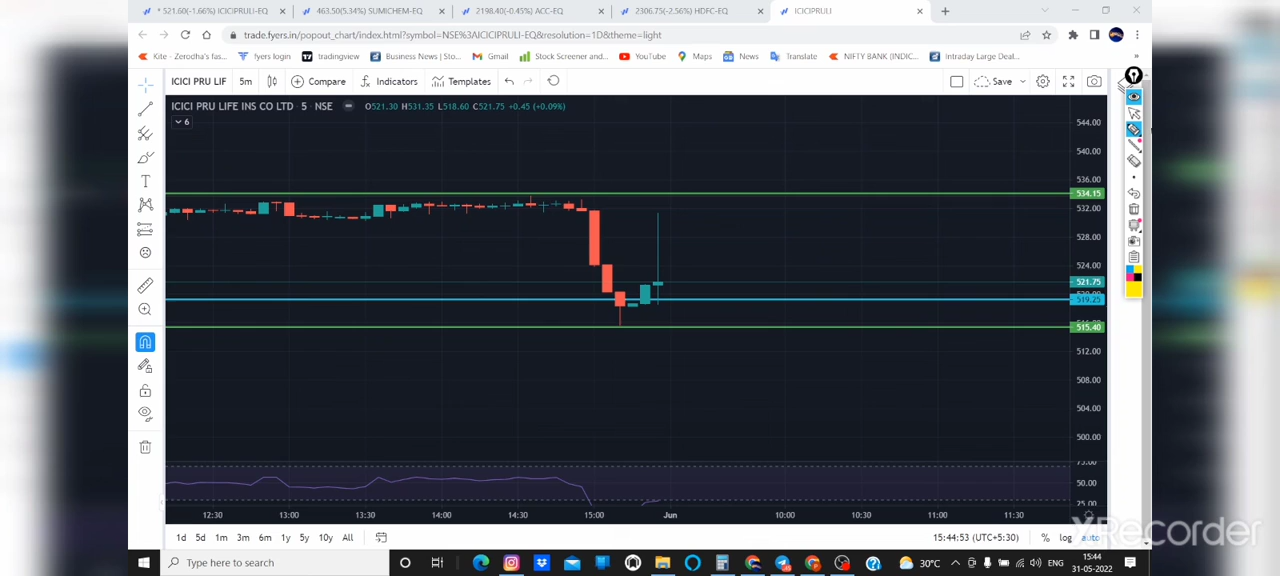 * 521.60(-1.66%) ICICIPRULI-EQ
463.50(5.34%) SUMICHEM-EQ
2198.40(-0.45%) ACC-EQ
2306.75(-2.56%) HDFC-EQ
ICICIPRULI
trade.fyers.in/popout_chart/index.html?symbol=NSE%3AICICIPRULI-EQ&resolution=1D&theme=light
Kite - Zerodha's fas...
fyers login
tradingview
Business News | Sto...
Gmail
Stock Screener and...
YouTube
Maps
News
Translate
NIFTY BANK (INDIC...
Intraday Large Deal...
»
ICICI PRU LIF
5m
Compare
Indicators
Templates
Save
ICICI PRU LIFE INS CO LTD · 5 · NSE
O521.30 H531.35 L518.60 C521.75 +0.45 (+0.09%)
6
544.00
540.00
536.00
534.15
532.00
528.00
524.00
521.75
519.25
515.40
512.00
508.00
504.00
500.00
75.00
50.00
25.00
12:30 13:00 13:30 14:00 14:30 15:00 Jun 10:00 10:30 11:00 11:30
1d 5d 1m 3m 6m 1y 5y 10y All
15:44:53 (UTC+5:30)
% log auto
XRecorder
Type here to search
30°C
ENG
15:44
31-05-2022